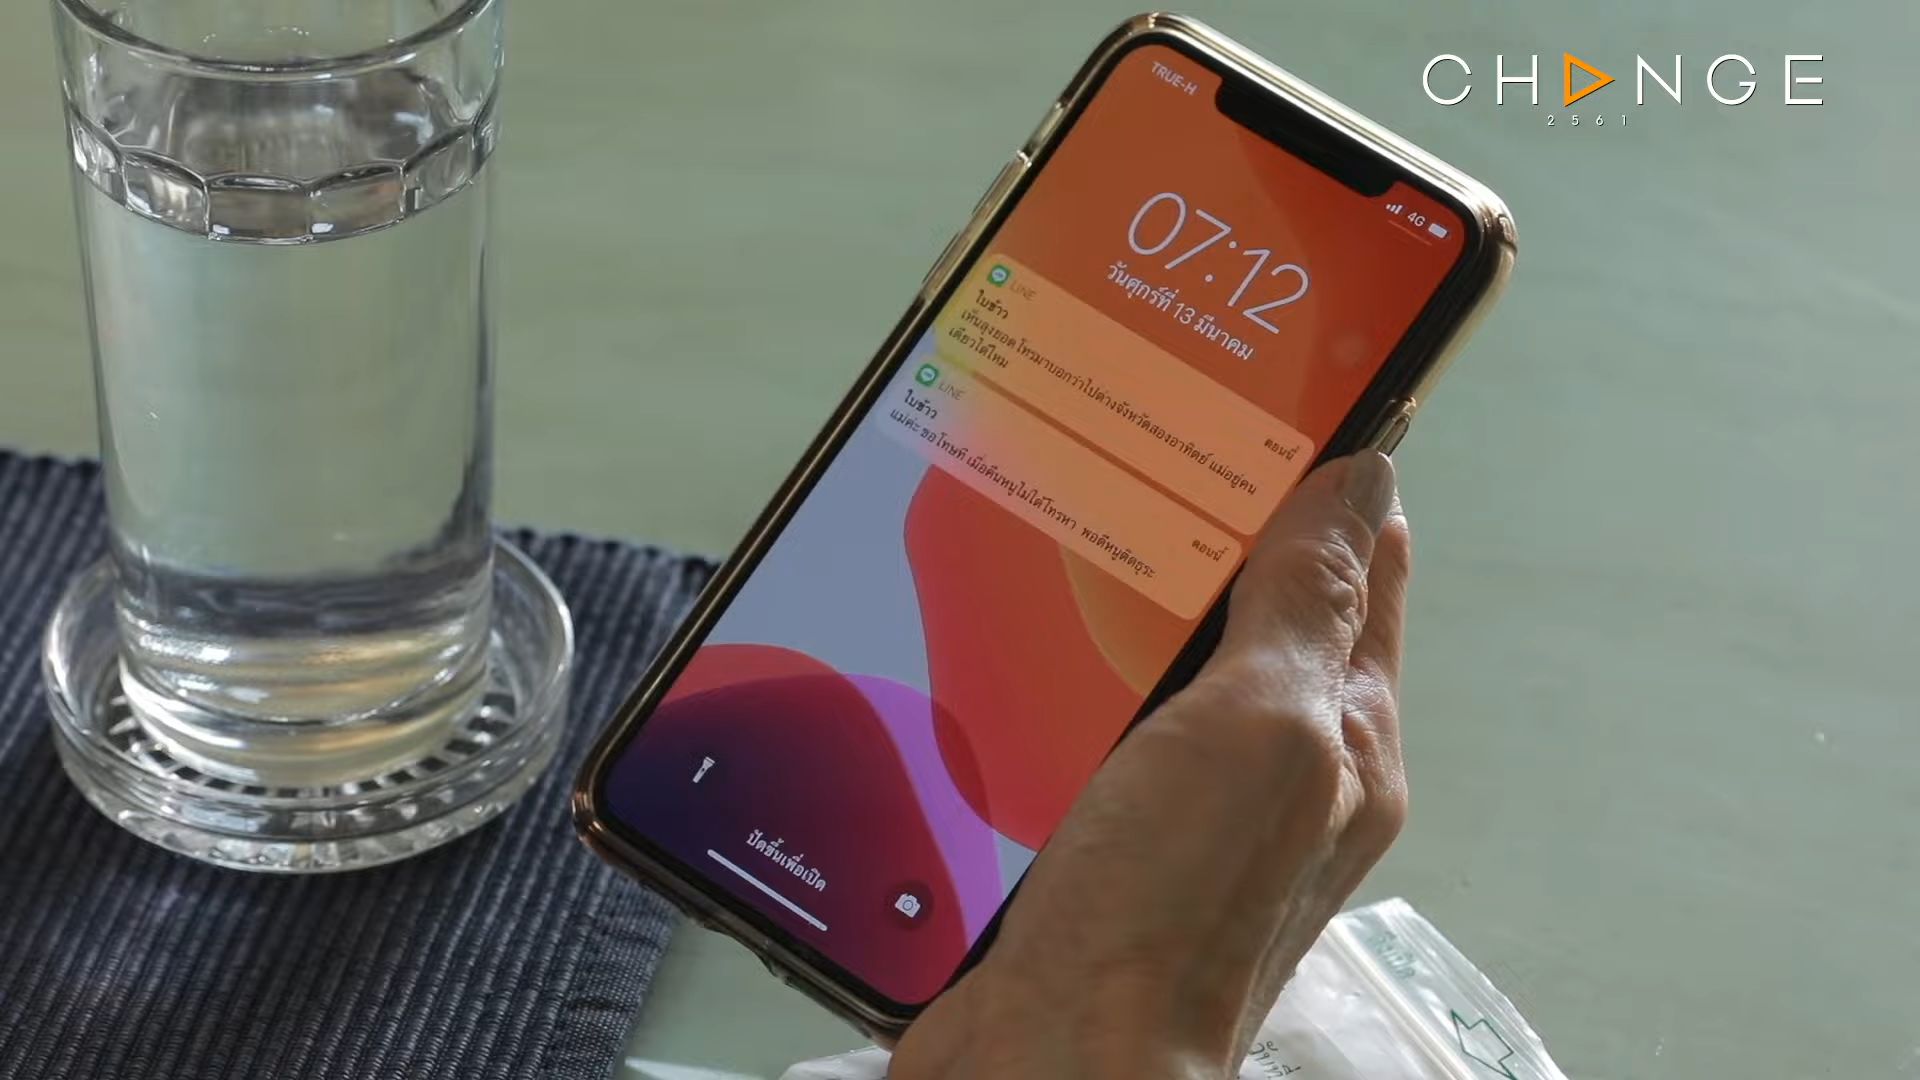 CHANGE
2561
TRUE-H
4G
07:12
วันศุกร์ที่ 13 มีนาคม
LINE
ตอนนี้
ใบข้าว
เห็นลุงยอดโทรมาบอกว่าไปต่างจังหวัดสองอาทิตย์ แม่อยู่คน
เดียวได้ไหม
LINE
ตอนนี้
ใบข้าว
แม่คะ ขอโทษที เมื่อคืนหนูไม่ได้โทรหา พอดีหนูติดธุระ
ปัดขึ้นเพื่อเปิด